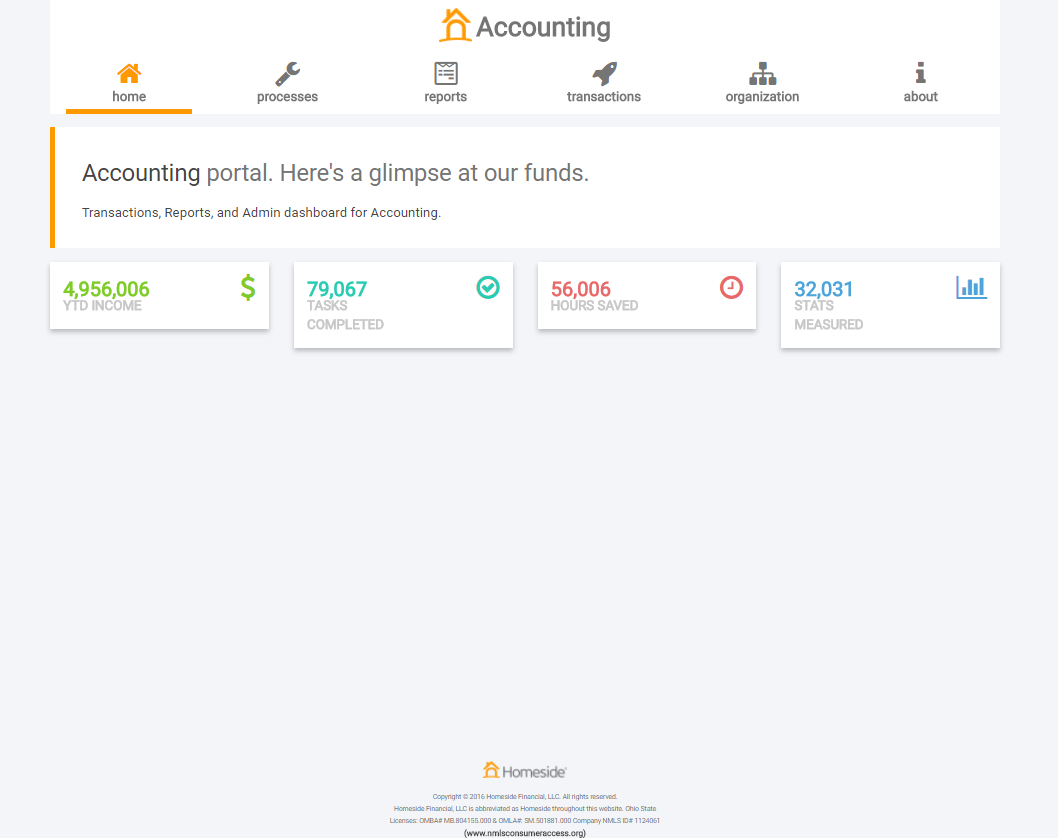 Accounting
home
processes
reports
transactions
organization
about
Accounting portal. Here's a glimpse at our funds.
Transactions, Reports, and Admin dashboard for Accounting.
4,956,006
YTD INCOME
79,067
TASKS
COMPLETED
56,006
HOURS SAVED
32,031
STATS
MEASURED
Homeside
Copyright © 2016 Homeside Financial, LLC. All rights reserved.
Homeside Financial, LLC is abbreviated as Homeside throughout this website. Ohio State
Licenses: OMBA# MB.804155.000 & OMLA#: SM.501881.000 Company NMLS ID# 1124061
(www.nmlsconsumeraccess.org)